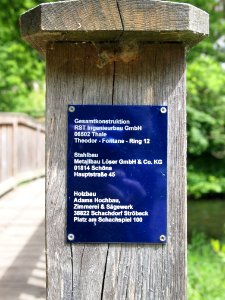 Gesamtkonstruktion
RST Ingenieurbau GmbH
06502 Thale
Theodor - Fontane - Ring 12
Stahlbau
Metallbau Löser GmbH & Co. KG
01814 Schöna
Hauptstraße 45
Holzbau
Adams Hochbau,
Zimmerei & Sägewerk
38822 Schachdorf Ströbeck
Platz am Schachspiel 100